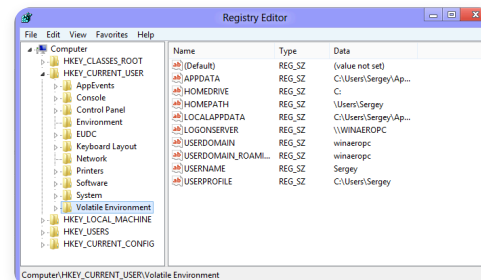 Registry Editor
File Edit View Favorites Help
Computer
HKEY_CLASSES_ROOT
HKEY_CURRENT_USER
AppEvents
Console
Control Panel
Environment
EUDC
Keyboard Layout
Network
Printers
Software
System
Volatile Environment
HKEY_LOCAL_MACHINE
HKEY_USERS
HKEY_CURRENT_CONFIG
Name Type Data
(Default) REG_SZ (value not set)
APPDATA REG_SZ C:\Users\Sergey\Ap...
HOMEDRIVE REG_SZ C:
HOMEPATH REG_SZ \Users\Sergey
LOCALAPPDATA REG_SZ C:\Users\Sergey\Ap...
LOGONSERVER REG_SZ \\WINAEROPC
USERDOMAIN REG_SZ winaeropc
USERDOMAIN_ROAMI... REG_SZ winaeropc
USERNAME REG_SZ Sergey
USERPROFILE REG_SZ C:\Users\Sergey
Computer\HKEY_CURRENT_USER\Volatile Environment